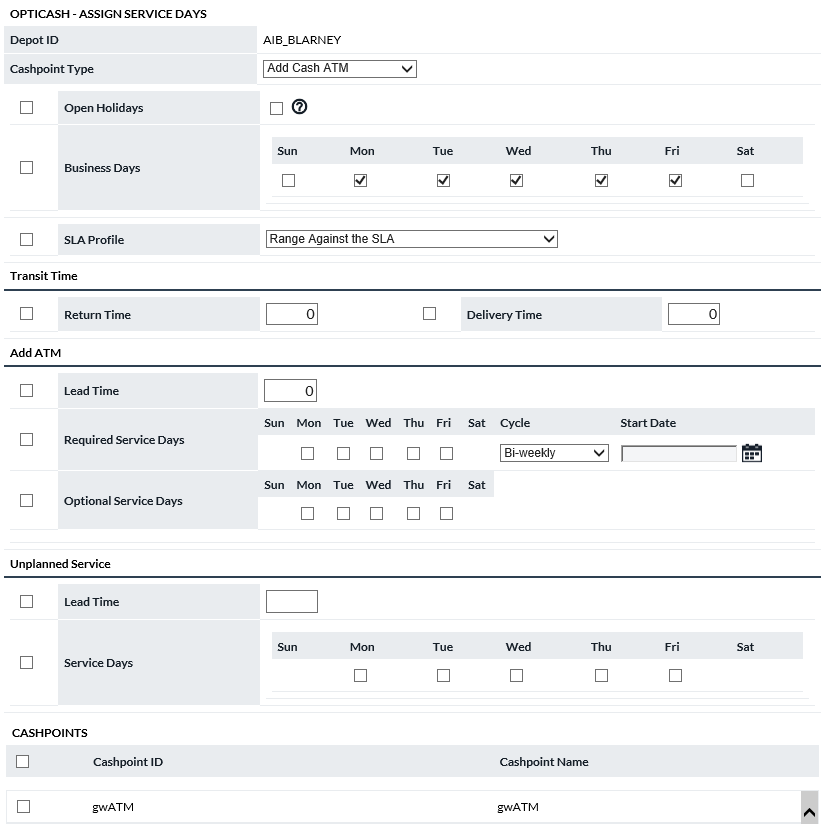 OPTICASH - ASSIGN SERVICE DAYS
Depot ID AIB_BLARNEY
Cashpoint Type Add Cash ATM
Open Holidays ?
Business Days
Sun Mon Tue Wed Thu Fri Sat
SLA Profile Range Against the SLA
Transit Time
Return Time 0 Delivery Time 0
Add ATM
Lead Time 0
Sun Mon Tue Wed Thu Fri Sat Cycle Start Date
Required Service Days
Bi-weekly
Sun Mon Tue Wed Thu Fri Sat
Optional Service Days
Unplanned Service
Lead Time
Sun Mon Tue Wed Thu Fri Sat
Service Days
CASHPOINTS
Cashpoint ID Cashpoint Name
gwATM gwATM